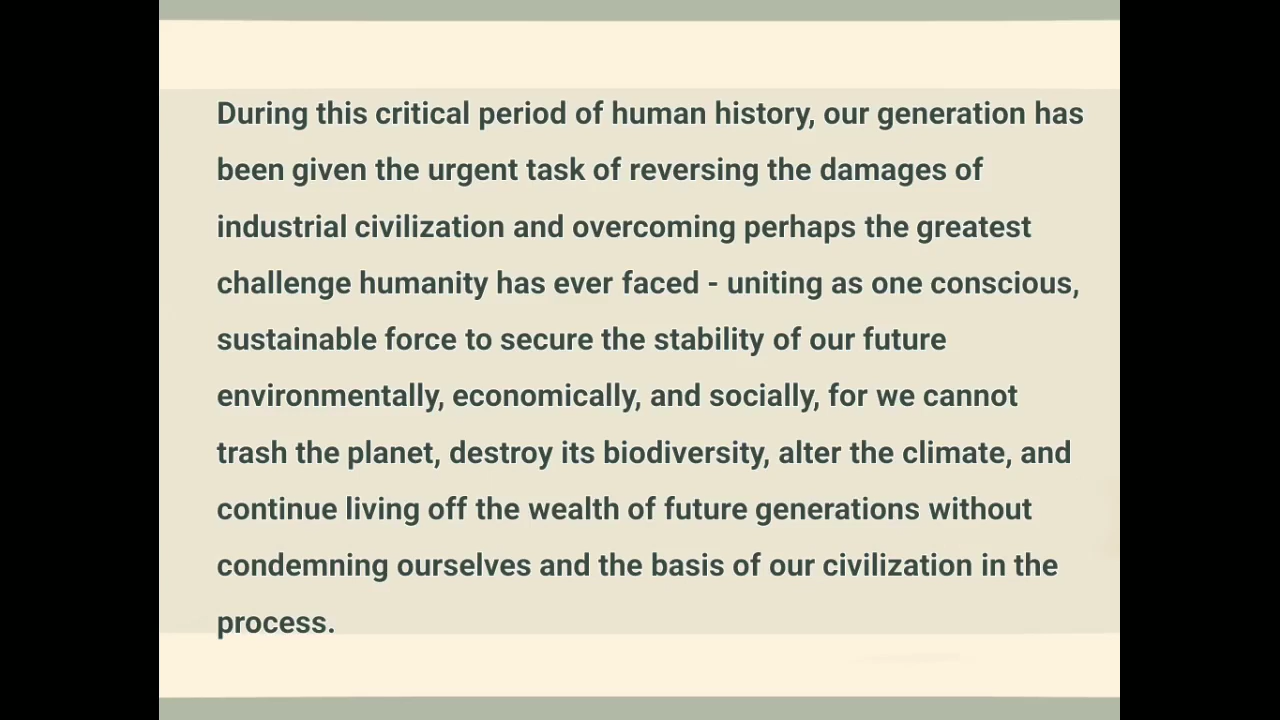 During this critical period of human history, our generation has
been given the urgent task of reversing the damages of
industrial civilization and overcoming perhaps the greatest
challenge humanity has ever faced - uniting as one conscious,
sustainable force to secure the stability of our future
environmentally, economically, and socially, for we cannot
trash the planet, destroy its biodiversity, alter the climate, and
continue living off the wealth of future generations without
condemning ourselves and the basis of our civilization in the
process.